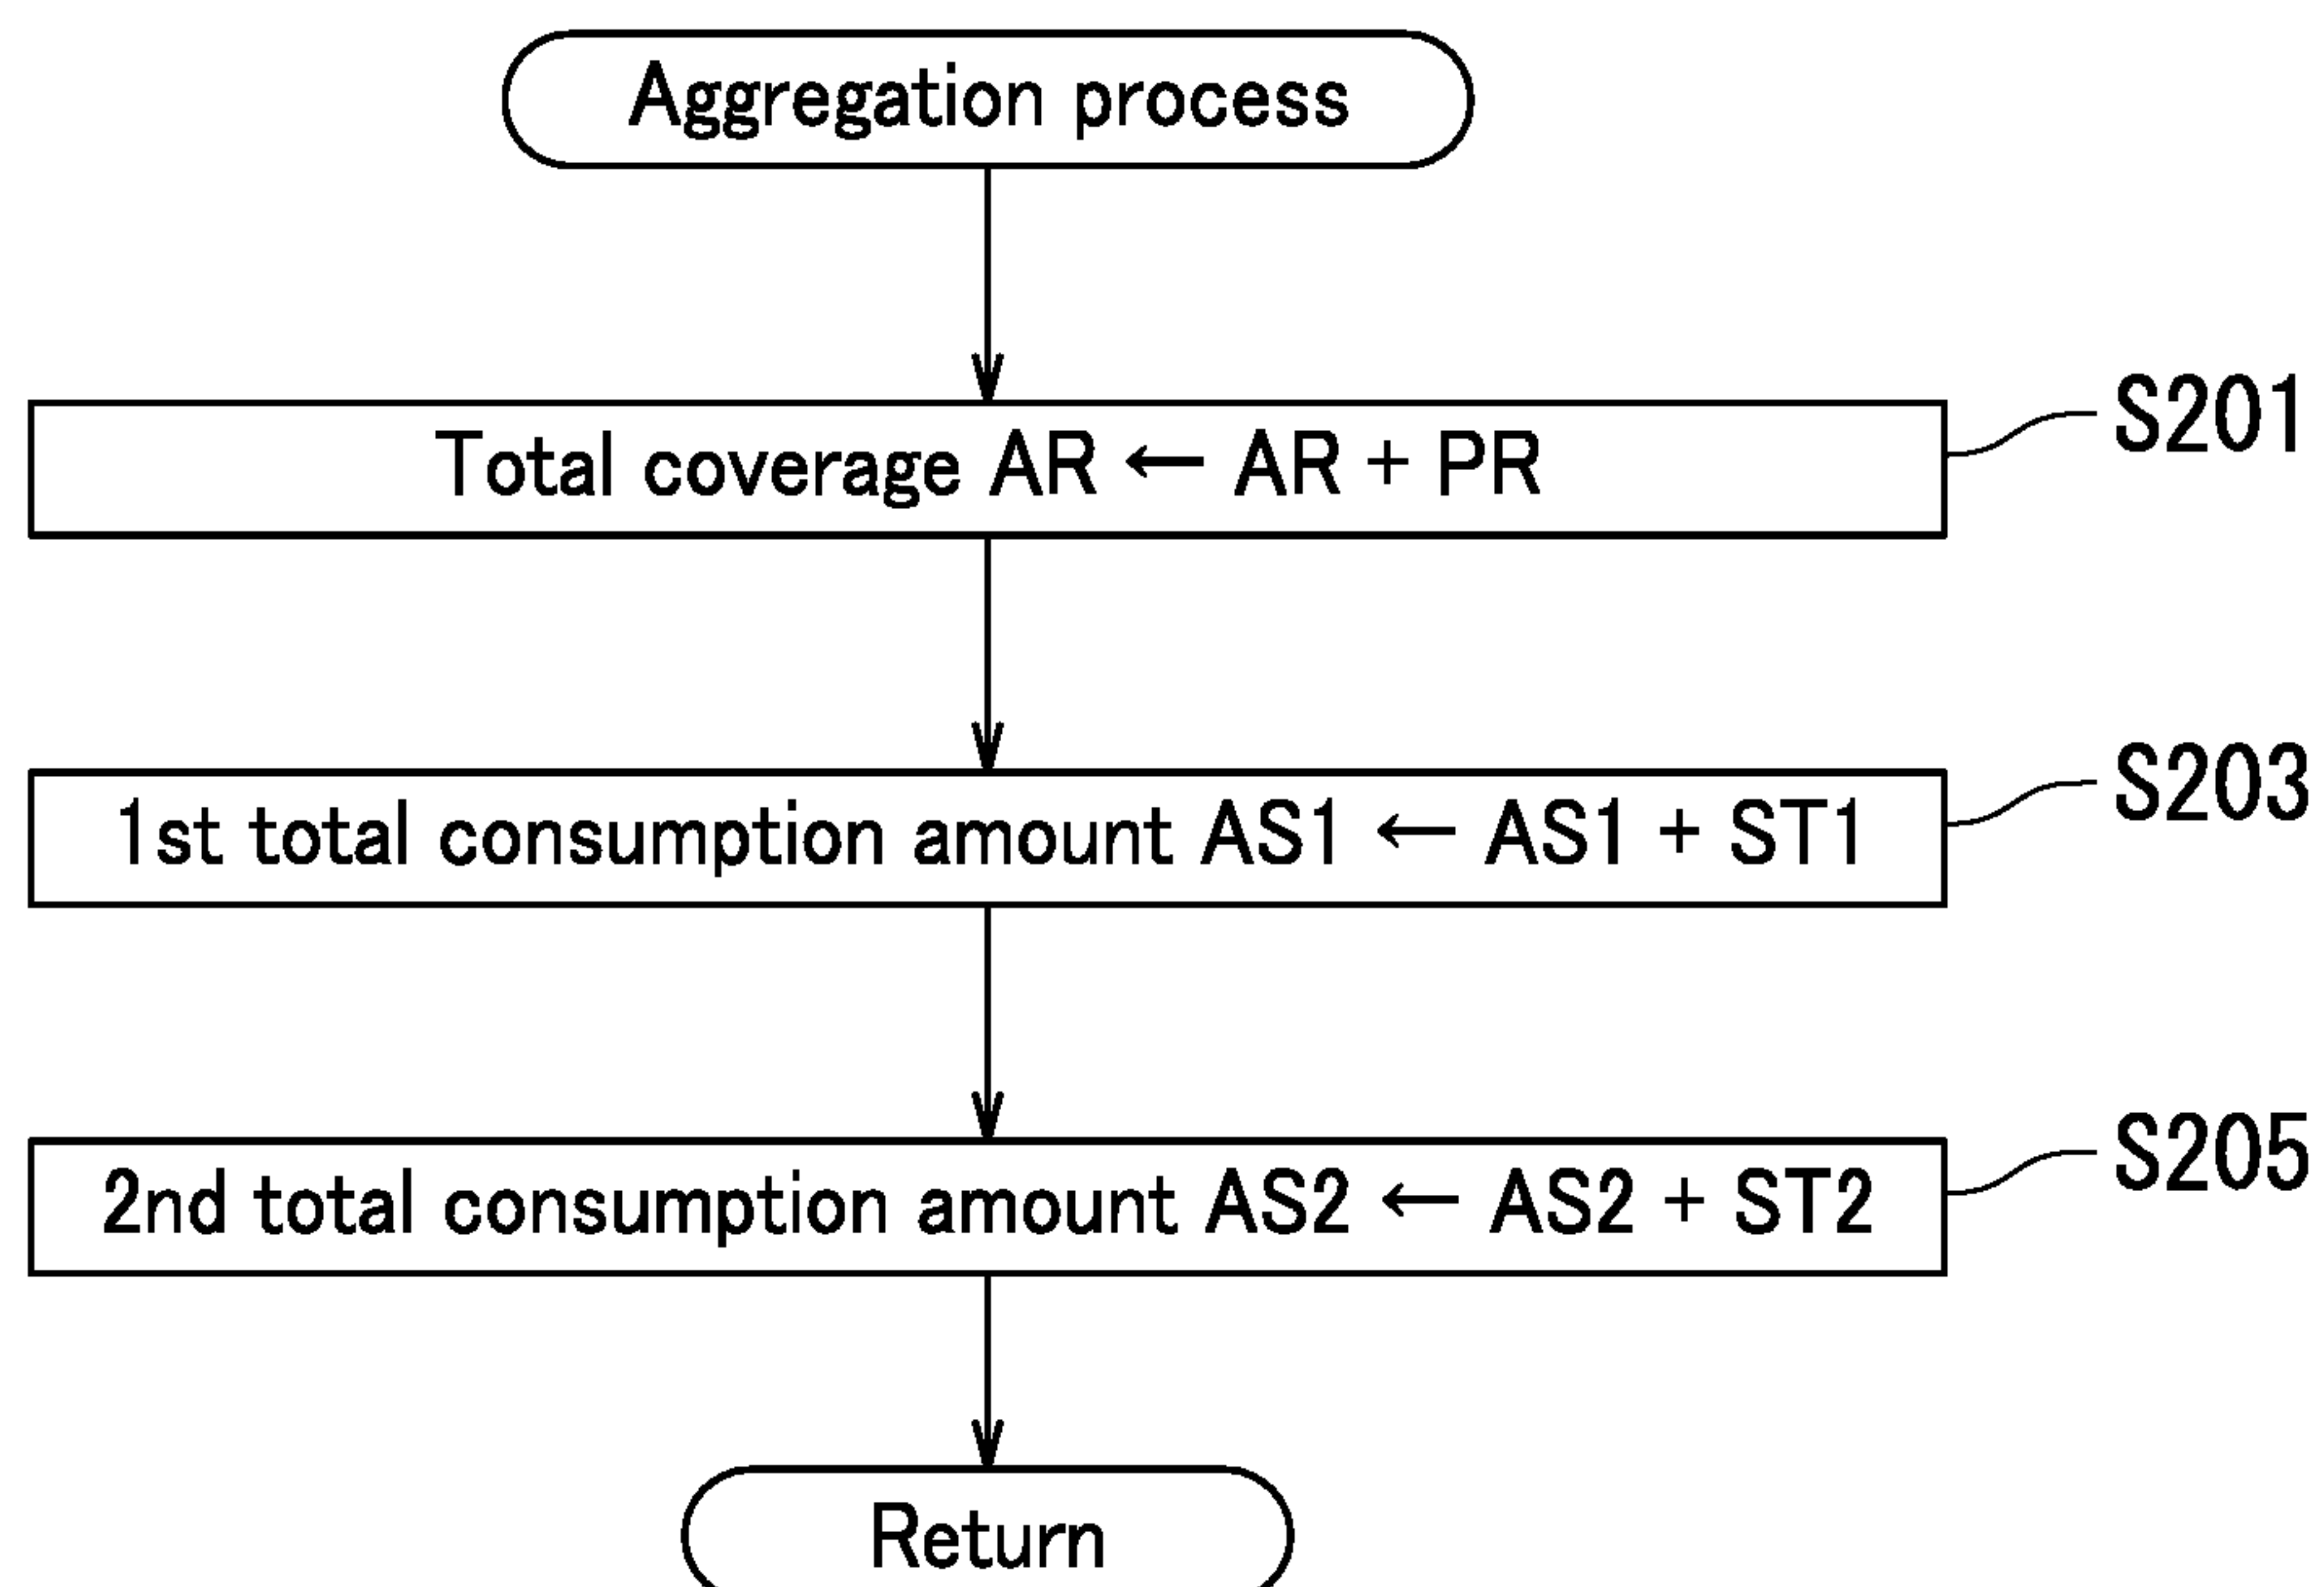 Aggregation process
Total coverage AR ← AR + PR
S201
1st total consumption amount AS1 ← AS1 + ST1
S203
2nd total consumption amount AS2 ← AS2 + ST2
S205
Return